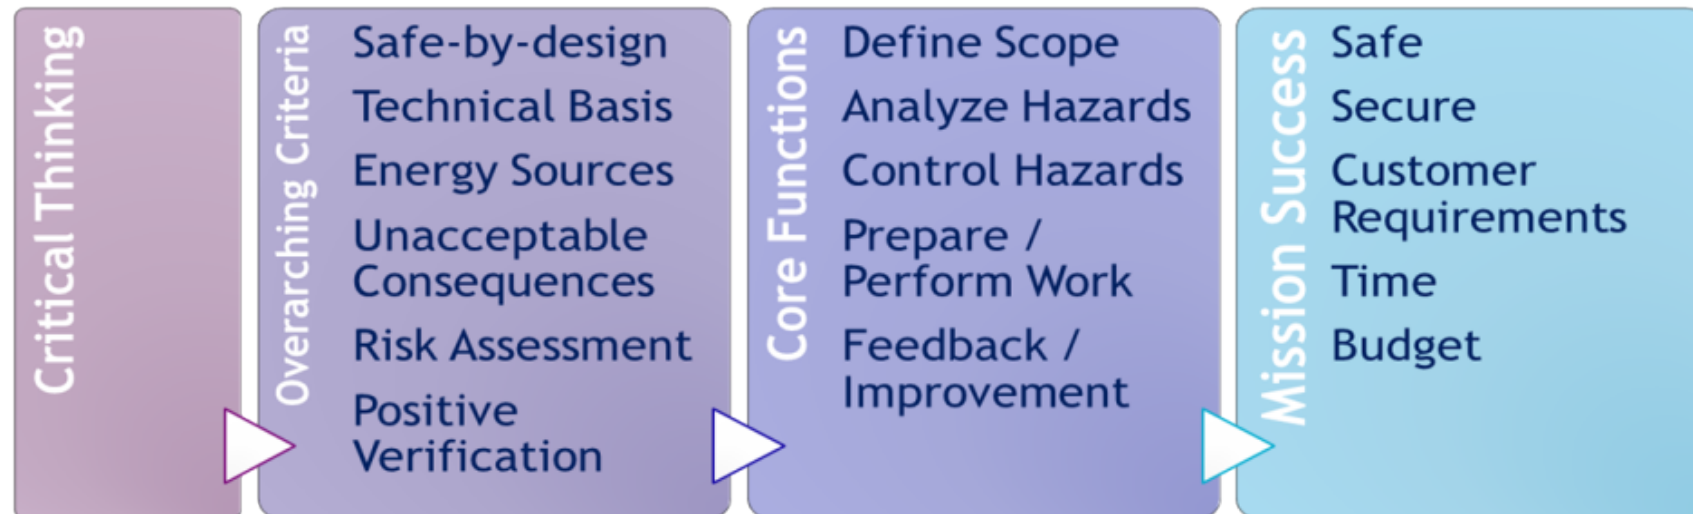 Critical Thinking
Overarching Criteria
Safe-by-design
Technical Basis
Energy Sources
Unacceptable
Consequences
Risk Assessment
Positive
Verification
Core Functions
Define Scope
Analyze Hazards
Control Hazards
Prepare /
Perform Work
Feedback /
Improvement
Mission Success
Safe
Secure
Customer
Requirements
Time
Budget